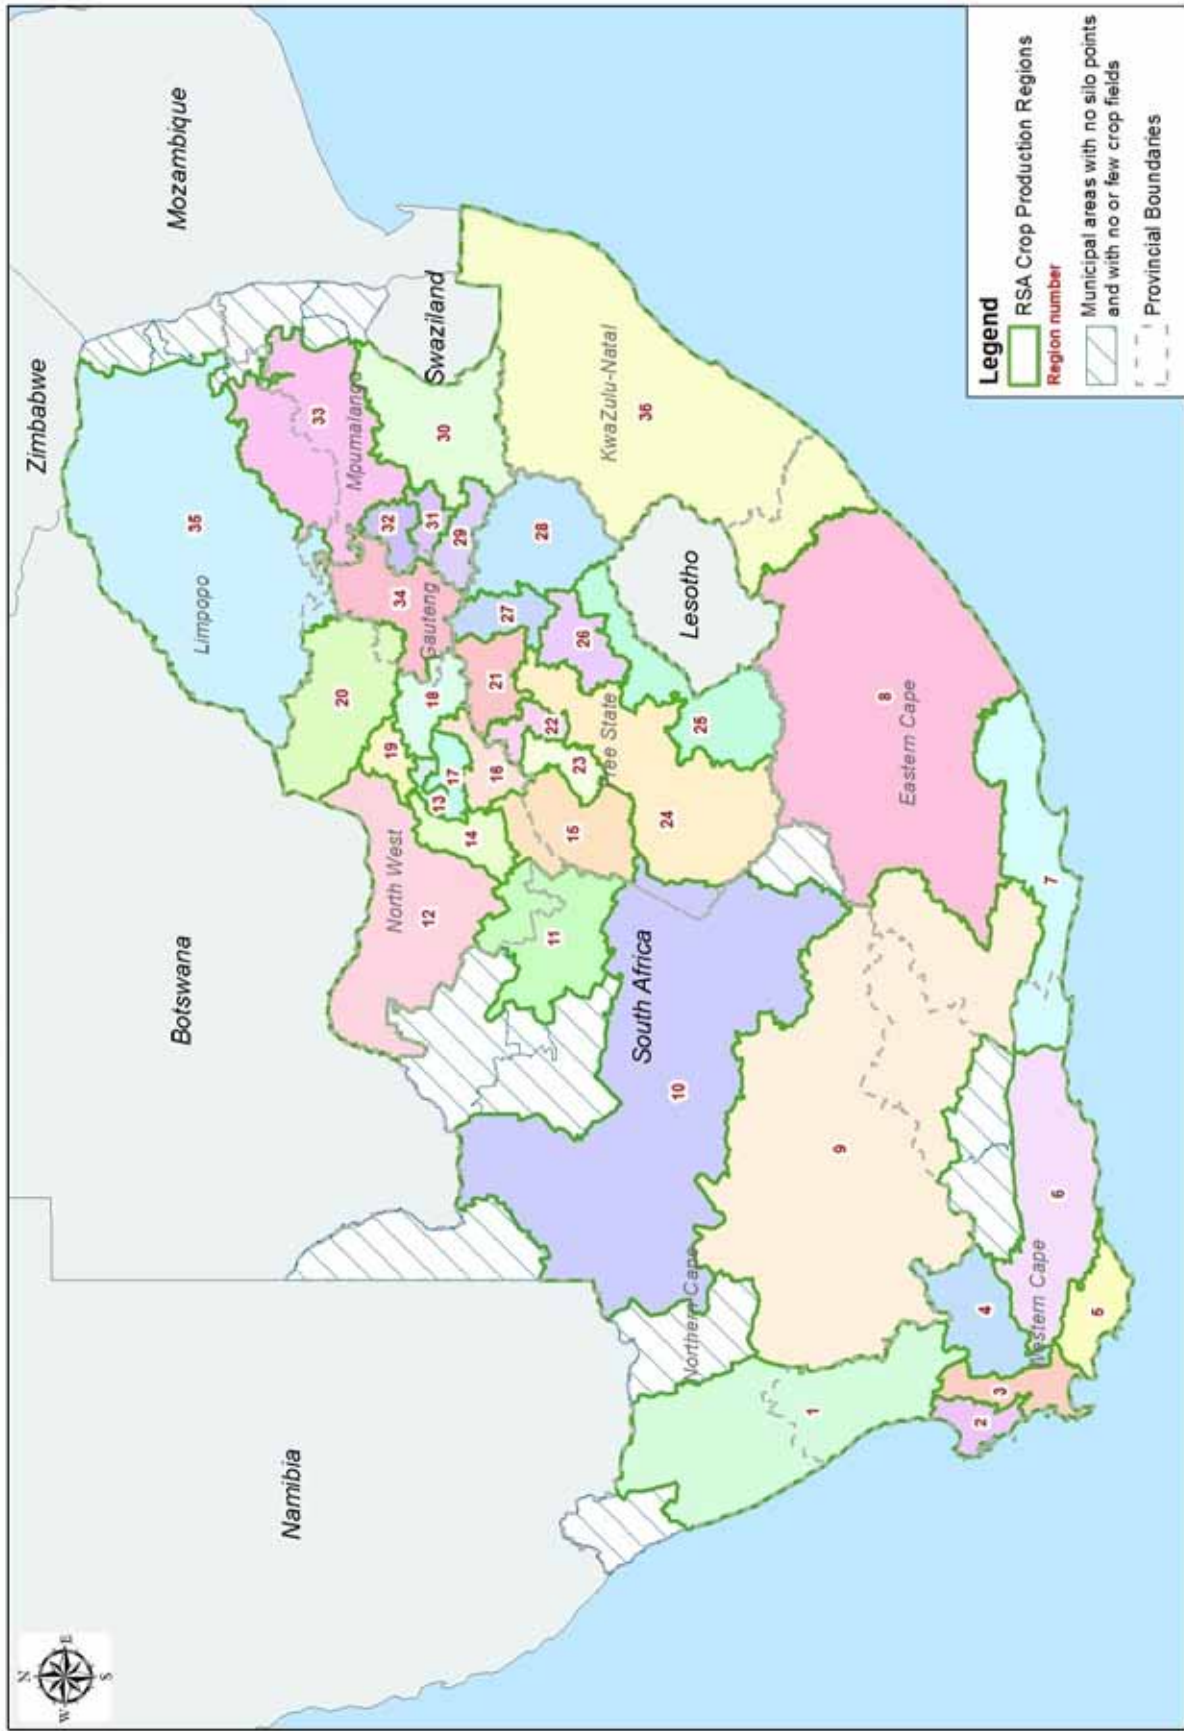 N
W
E
S
Zimbabwe
Mozambique
Botswana
Namibia
35
Limpopo
33
Mpumalanga
20
North West
12
19
34
Gauteng
32
31
18
Swaziland
30
13
17
14
29
16
21
27
22
28
11
15
23
26
Free State
KwaZulu-Natal
36
South Africa
24
Lesotho
25
10
Northern Cape
1
9
8
Eastern Cape
7
4
6
Western Cape
2
3
5
Legend
RSA Crop Production Regions
Region number
Municipal areas with no silo points
and with no or few crop fields
Provincial Boundaries